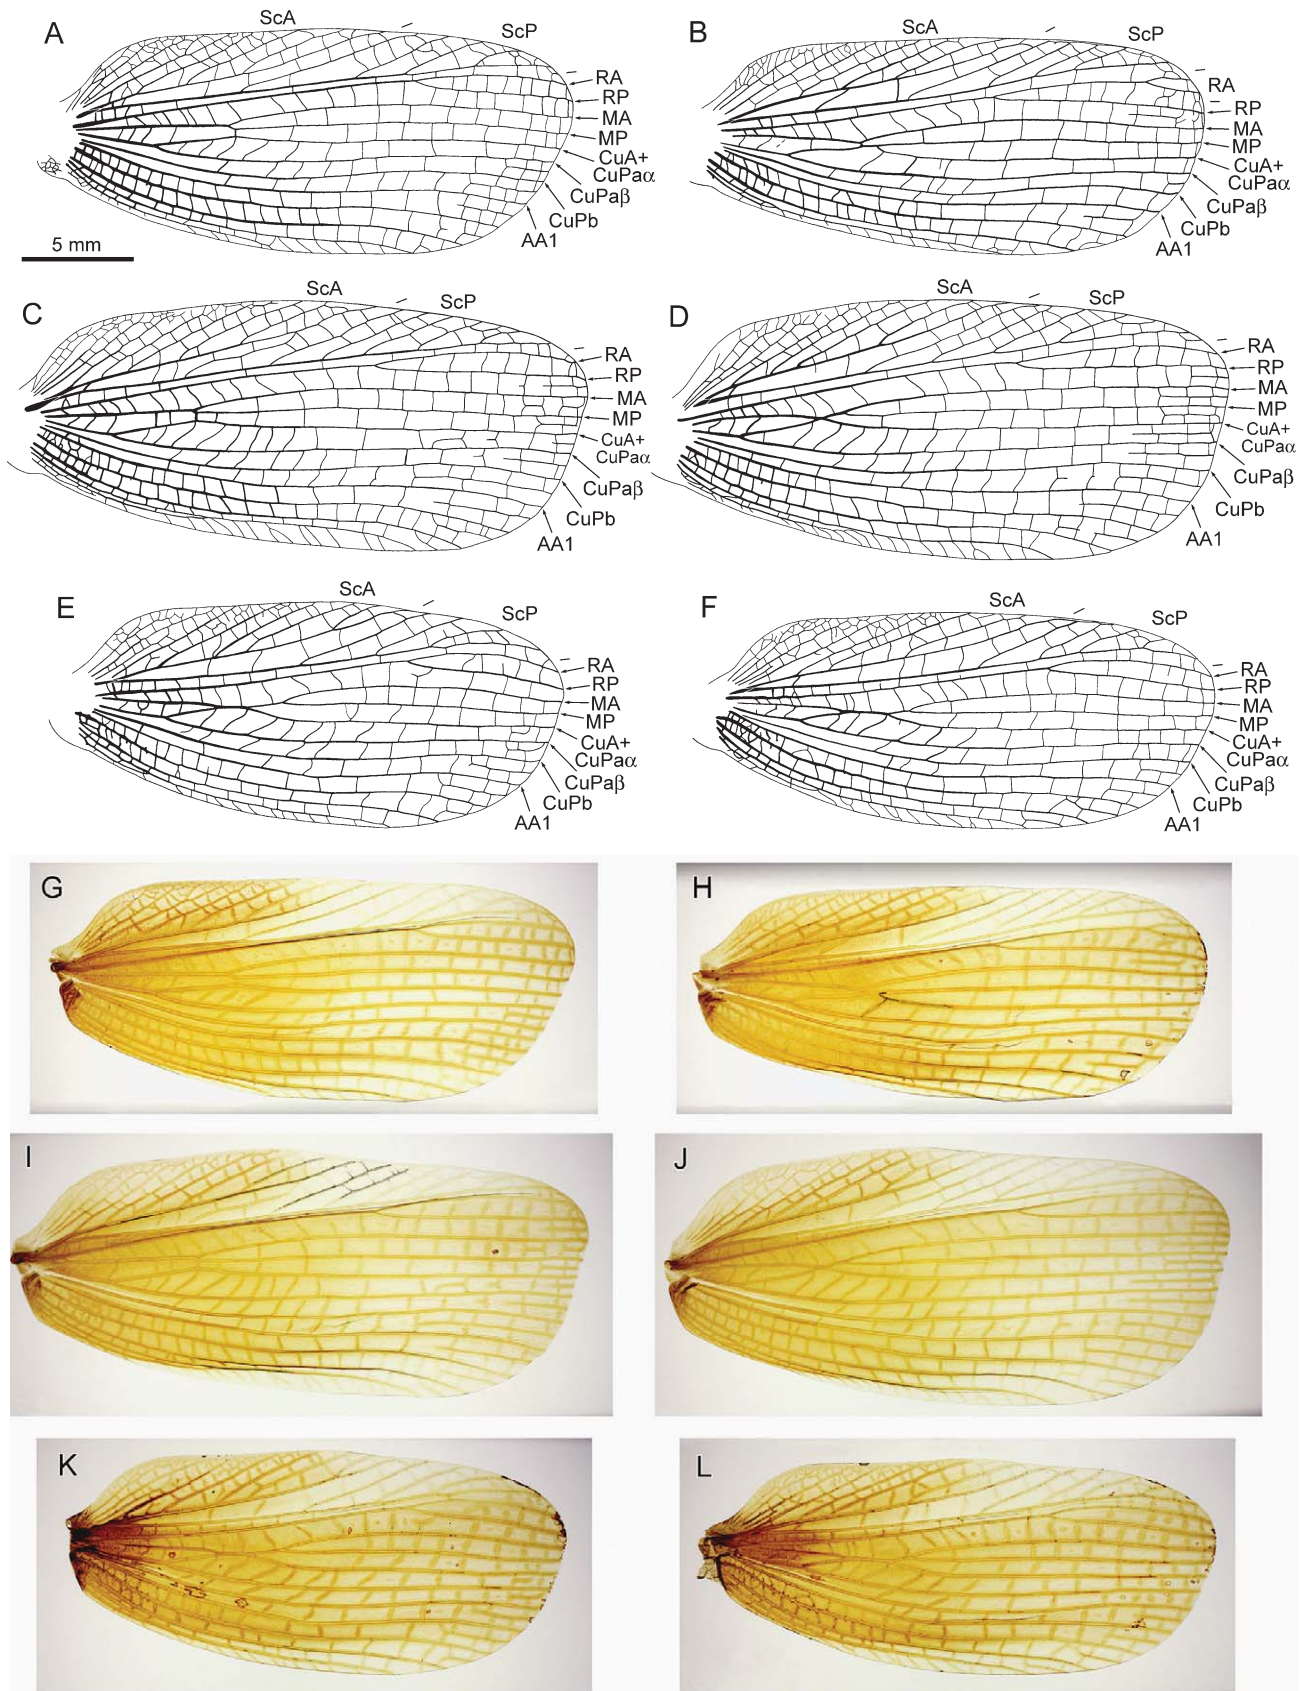 A
ScA
ScP
RA
RP
MA
MP
CuA+
CuPaα
CuPaβ
CuPb
AA1
5 mm
B
ScA
ScP
RA
RP
MA
MP
CuA+
CuPaα
CuPaβ
CuPb
AA1
C
ScA
ScP
RA
RP
MA
MP
CuA+
CuPaα
CuPaβ
CuPb
AA1
D
ScA
ScP
RA
RP
MA
MP
CuA+
CuPaα
CuPaβ
CuPb
AA1
E
ScA
ScP
RA
RP
MA
MP
CuA+
CuPaα
CuPaβ
CuPb
AA1
F
ScA
ScP
RA
RP
MA
MP
CuA+
CuPaα
CuPaβ
CuPb
AA1
G
H
I
J
K
L